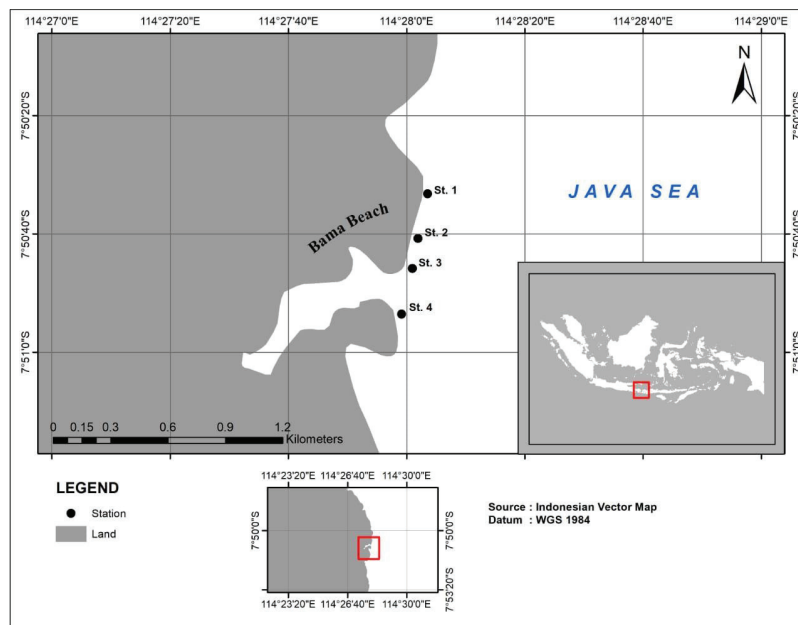 114°27'0"E 114°27'20"E 114°27'40"E 114°28'0"E 114°28'20"E 114°28'40"E 114°29'0"E
N
7°50'20"S 7°50'20"S
St. 1
JAVA SEA
Bama Beach
7°50'40"S 7°50'40"S
St. 2
St. 3
St. 4
7°51'0"S 7°51'0"S
0 0.15 0.3 0.6 0.9 1.2
Kilometers
LEGEND
Station
Land
114°23'20"E 114°26'40"E 114°30'0"E
7°50'0"S 7°50'0"S
7°53'20"S 7°53'20"S
114°23'20"E 114°26'40"E 114°30'0"E
Source : Indonesian Vector Map
Datum : WGS 1984